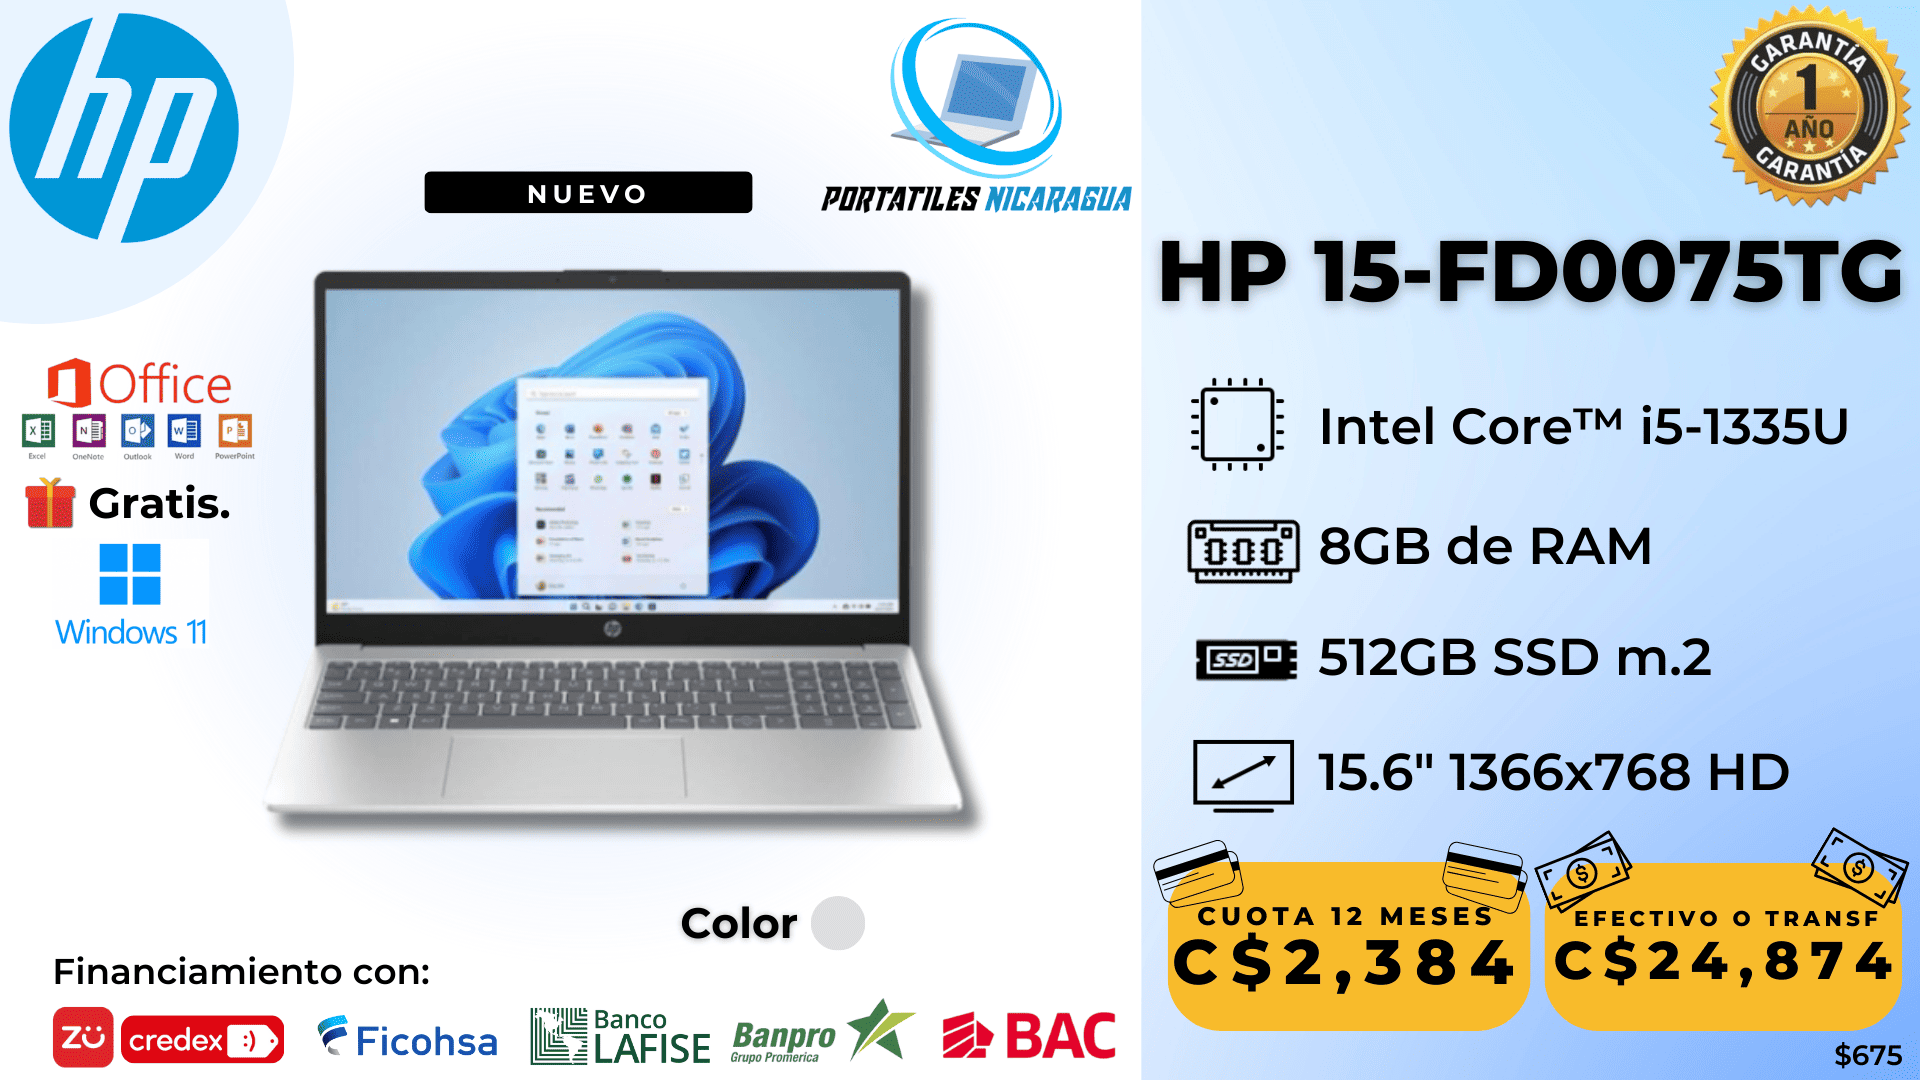 hp
NUEVO
PORTATILES NICARAGUA
Office
Excel
OneNote
Outlook
Word
PowerPoint
Gratis.
Windows 11
Color
Financiamiento con:
ZU
credex
Ficohsa
Banco
LAFISE
Banpro
Grupo Promerica
BAC
GARANTÍA
1
AÑO
GARANTÍA
HP 15-FD0075TG
Intel Core™ i5-1335U
8GB de RAM
SSD
512GB SSD m.2
15.6" 1366x768 HD
CUOTA 12 MESES
C$2,384
EFECTIVO O TRANSF
C$24,874
$675